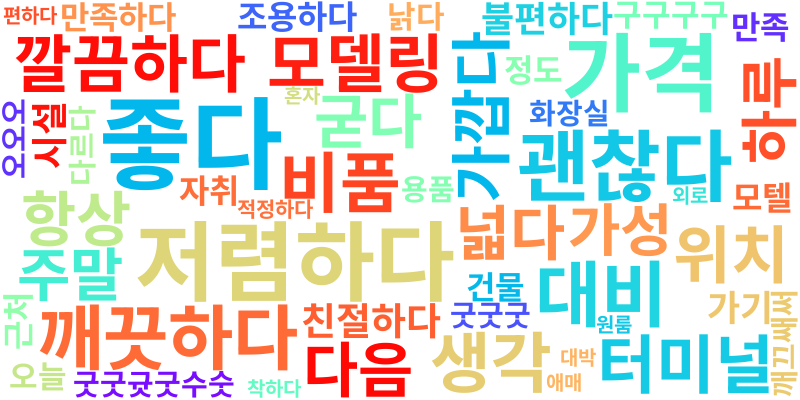 편하다
만족하다
조용하다
낡다
불편하다
구구구구
만족
깔끔하다
모델링
가깝다
정도
가격
하루
오오오
시설
다르다
좋다
혼자
굳다
화장실
괜찮다
비품
용품
자취
적정하다
외로
모텔
항상
저렴하다
넓다
가성
위치
주말
대비
건물
근처
깨끗하다
친절하다
굿굿굿
원룸
가기
깨끄쌔써
다음
생각
대박
터미널
오늘
굿굿귯굿수숫
착하다
애매